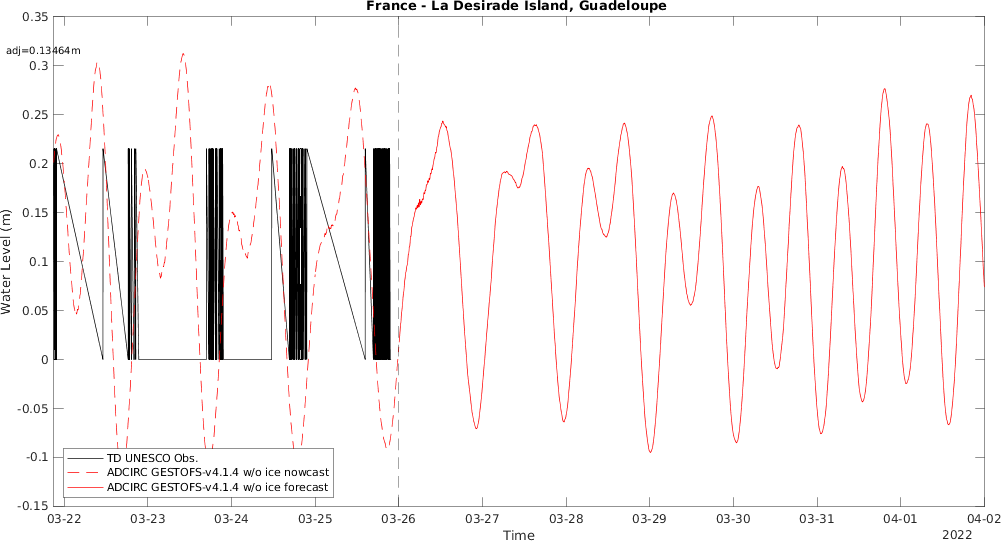 France - La Desirade Island, Guadeloupe
adj=0.13464m
0.35
0.3
0.25
0.2
0.15
0.1
0.05
0
-0.05
-0.1
-0.15
Water Level (m)
TD UNESCO Obs.
ADCIRC GESTOFS-v4.1.4 w/o ice nowcast
ADCIRC GESTOFS-v4.1.4 w/o ice forecast
03-22 03-23 03-24 03-25 03-26 03-27 03-28 03-29 03-30 03-31 04-01 04-02
Time
2022